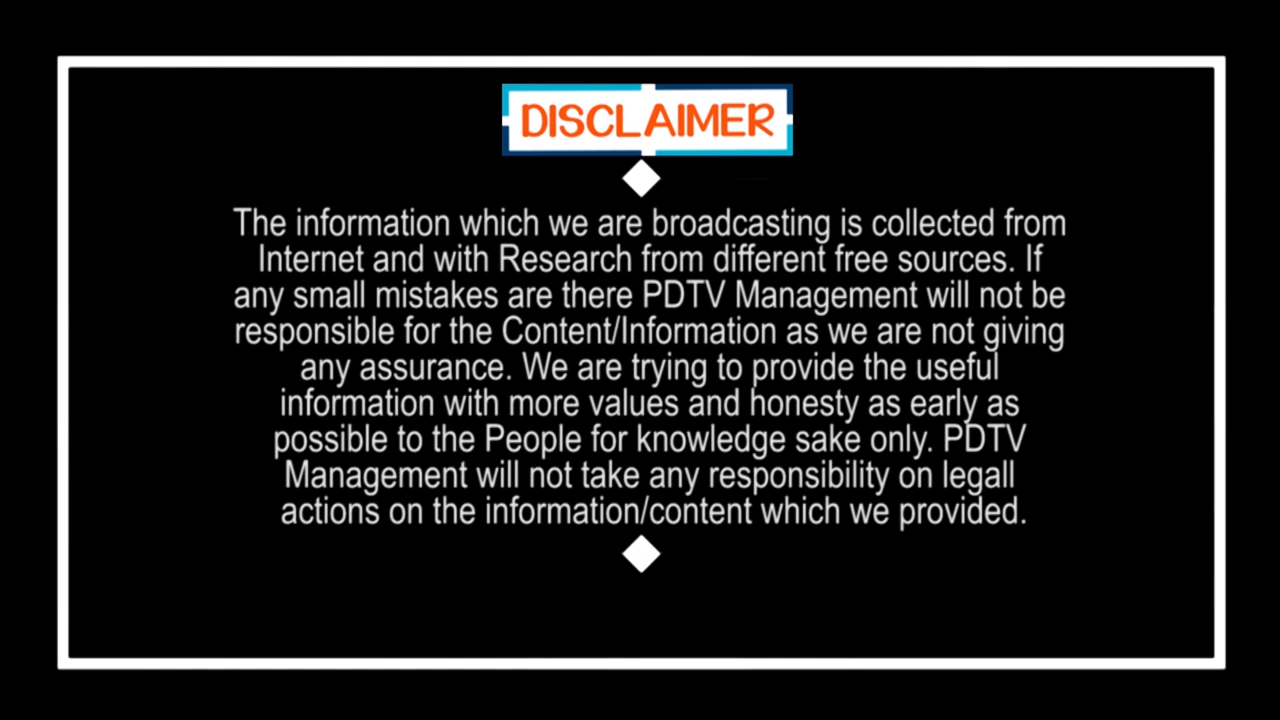 DISCLAIMER
The information which we are broadcasting is collected from
Internet and with Research from different free sources. If
any small mistakes are there PDTV Management will not be
responsible for the Content/Information as we are not giving
any assurance. We are trying to provide the useful
information with more values and honesty as early as
possible to the People for knowledge sake only. PDTV
Management will not take any responsibility on legall
actions on the information/content which we provided.